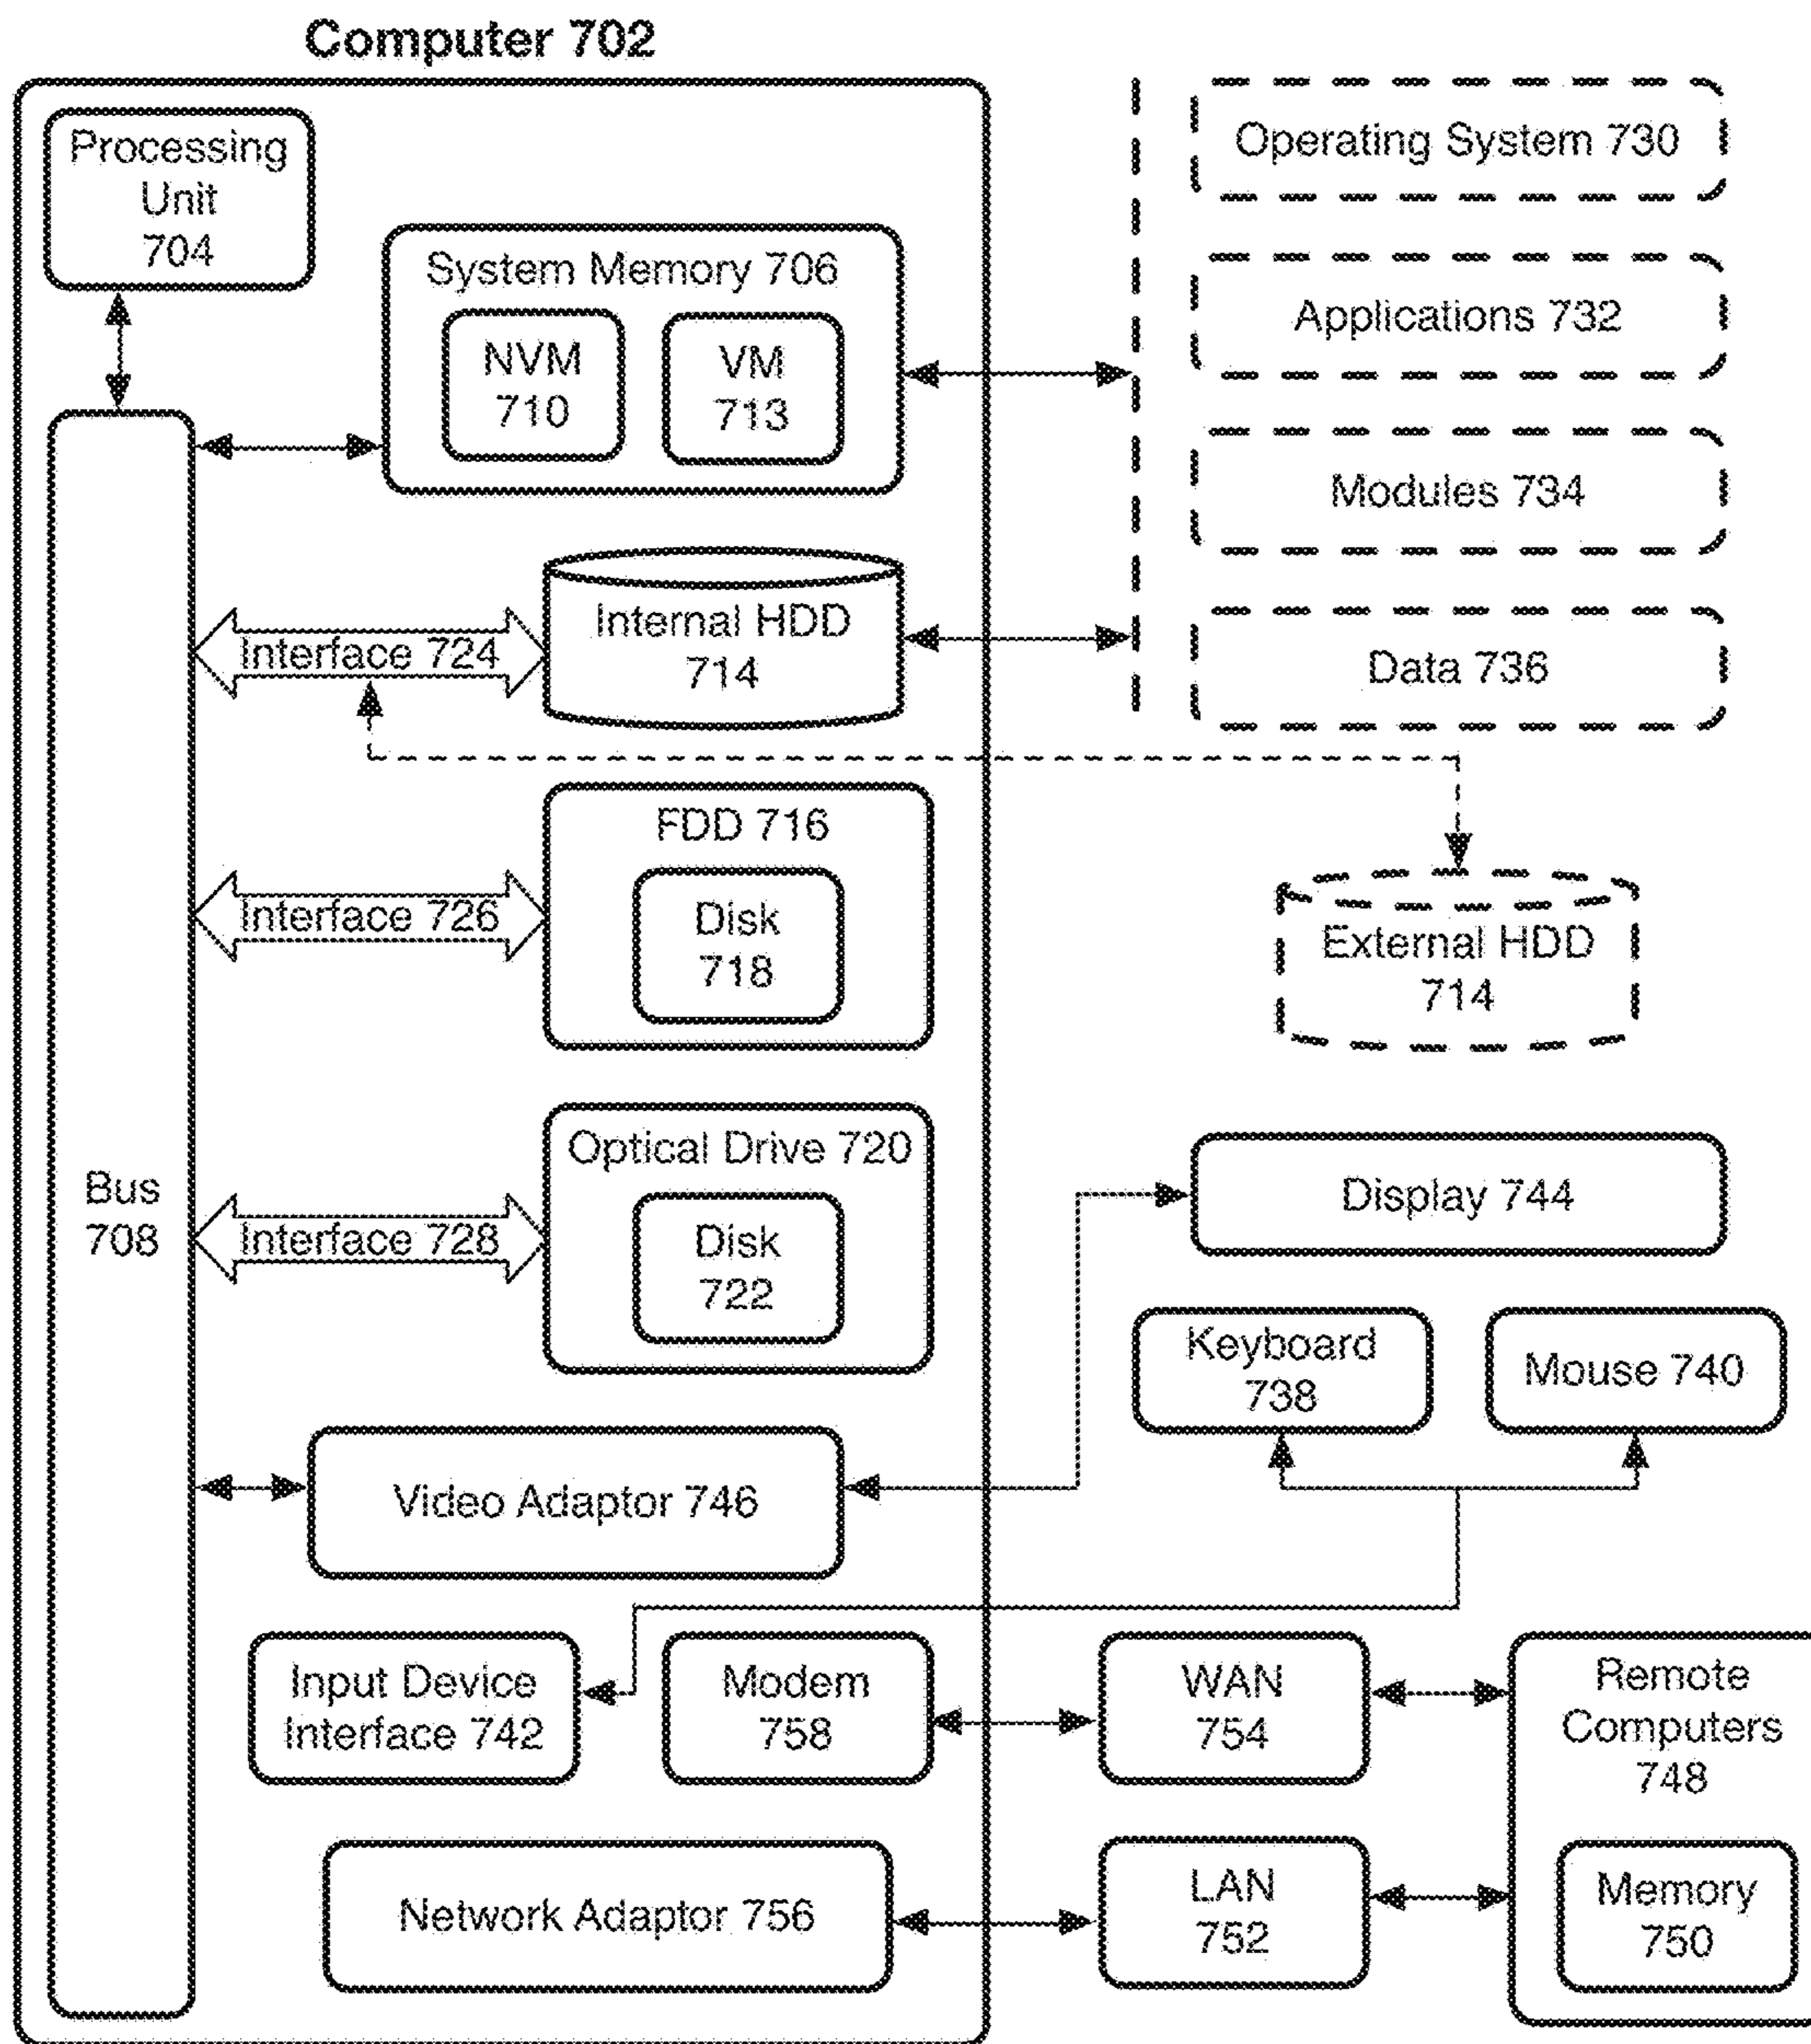 Computer 702
Processing
Unit
704
System Memory 706
NVM
710
VM
713
Operating System 730
Applications 732
Modules 734
Data 736
Interface 724
Internal HDD
714
External HDD
714
Bus
708
Interface 726
FDD 716
Disk
718
Interface 728
Optical Drive 720
Disk
722
Display 744
Keyboard
738
Mouse 740
Video Adaptor 746
Input Device
Interface 742
Modem
758
WAN
754
Remote
Computers
748
Network Adaptor 756
LAN
752
Memory
750